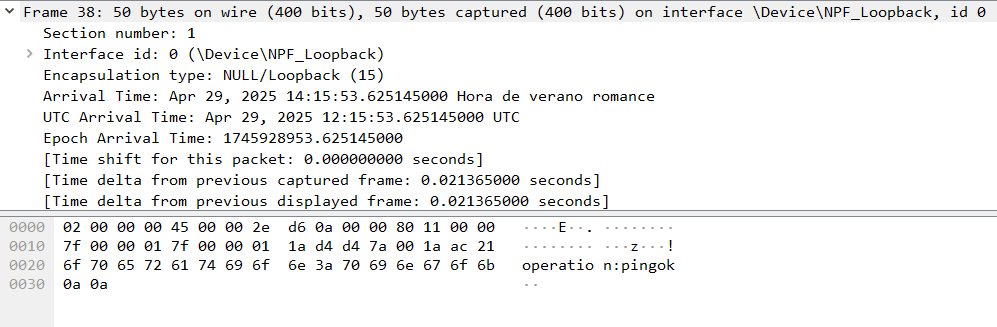 Frame 38: 50 bytes on wire (400 bits), 50 bytes captured (400 bits) on interface \Device\NPF_Loopback, id 0
Section number: 1
Interface id: 0 (\Device\NPF_Loopback)
Encapsulation type: NULL/Loopback (15)
Arrival Time: Apr 29, 2025 14:15:53.625145000 Hora de verano romance
UTC Arrival Time: Apr 29, 2025 12:15:53.625145000 UTC
Epoch Arrival Time: 1745928953.625145000
[Time shift for this packet: 0.000000000 seconds]
[Time delta from previous captured frame: 0.021365000 seconds]
[Time delta from previous displayed frame: 0.021365000 seconds]
0000 02 00 00 00 45 00 00 2e d6 0a 00 00 80 11 00 00 ····E··. ········
0010 7f 00 00 01 7f 00 00 01 1a d4 d4 7a 00 1a ac 21 ········ ···z···!
0020 6f 70 65 72 61 74 69 6f 6e 3a 70 69 6e 67 6f 6b operatio n:pingok
0030 0a 0a ··